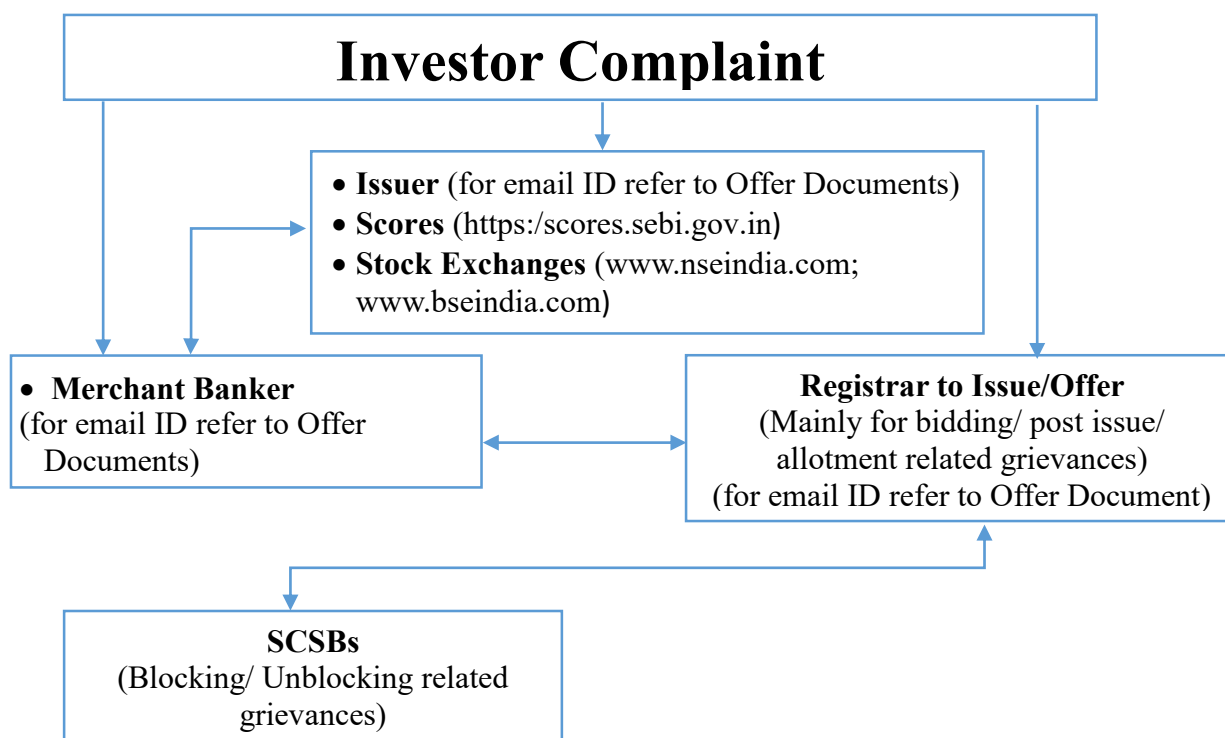 Investor Complaint
• Issuer (for email ID refer to Offer Documents)
• Scores (https:/scores.sebi.gov.in)
• Stock Exchanges (www.nseindia.com;
www.bseindia.com)
• Merchant Banker
(for email ID refer to Offer
Documents)
Registrar to Issue/Offer
(Mainly for bidding/ post issue/
allotment related grievances)
(for email ID refer to Offer Document)
SCSBs
(Blocking/ Unblocking related
grievances)